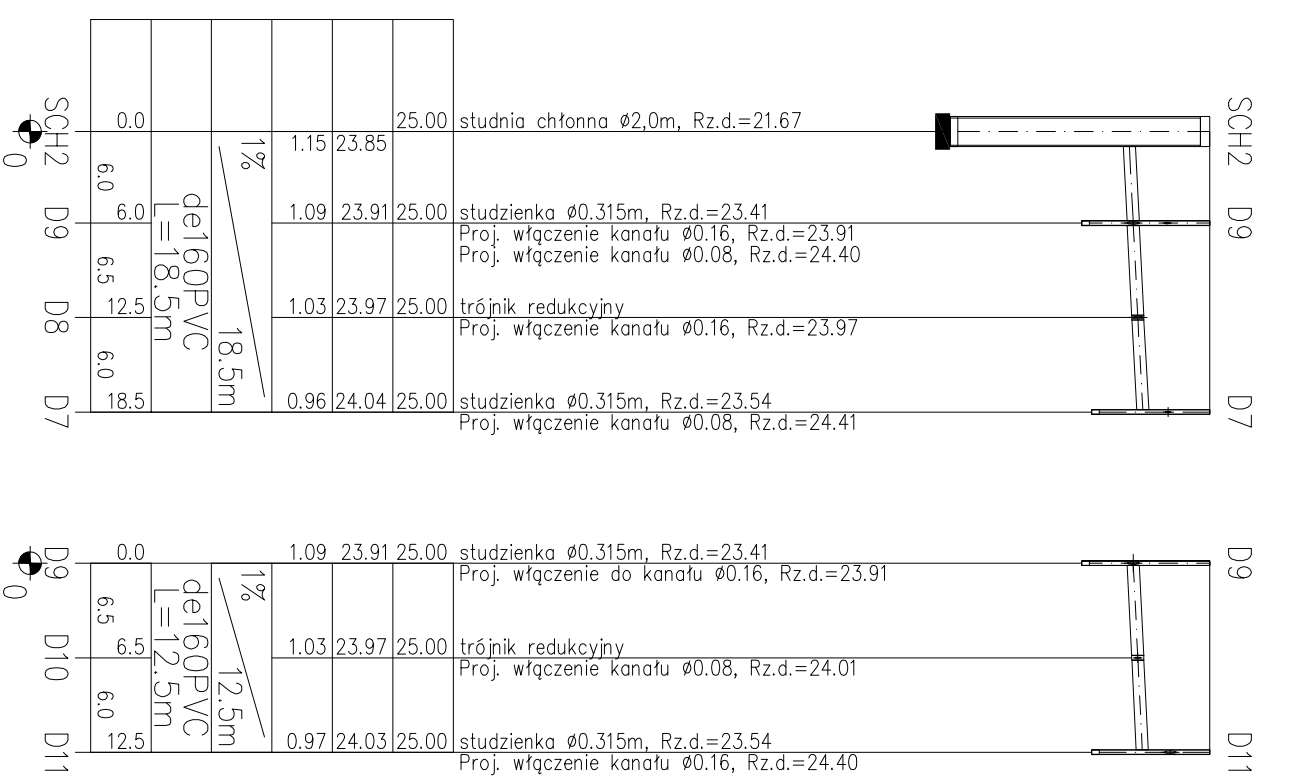 SCH2
0
0.0
25.00
studnia chłonna Ø2,0m, Rz.d.=21.67
SCH2
1.15
23.85
1%
6.0
D9
6.0
1.09
23.91
25.00
studzienka Ø0.315m, Rz.d.=23.41
D9
Proj. włączenie kanału Ø0.16, Rz.d.=23.91
Proj. włączenie kanału Ø0.08, Rz.d.=24.40
de160PVC
L=18.5m
6.5
D8
12.5
1.03
23.97
25.00
trójnik redukcyjny
Proj. włączenie kanału Ø0.16, Rz.d.=23.97
18.5m
6.0
D7
18.5
0.96
24.04
25.00
studzienka Ø0.315m, Rz.d.=23.54
D7
Proj. włączenie kanału Ø0.08, Rz.d.=24.41
D9
0
0.0
1.09
23.91
25.00
studzienka Ø0.315m, Rz.d.=23.41
D9
Proj. włączenie do kanału Ø0.16, Rz.d.=23.91
1%
de160PVC
L=12.5m
6.5
D10
6.5
1.03
23.97
25.00
trójnik redukcyjny
Proj. włączenie kanału Ø0.08, Rz.d.=24.01
12.5m
6.0
D11
12.5
0.97
24.03
25.00
studzienka Ø0.315m, Rz.d.=23.54
D11
Proj. włączenie kanału Ø0.16, Rz.d.=24.40